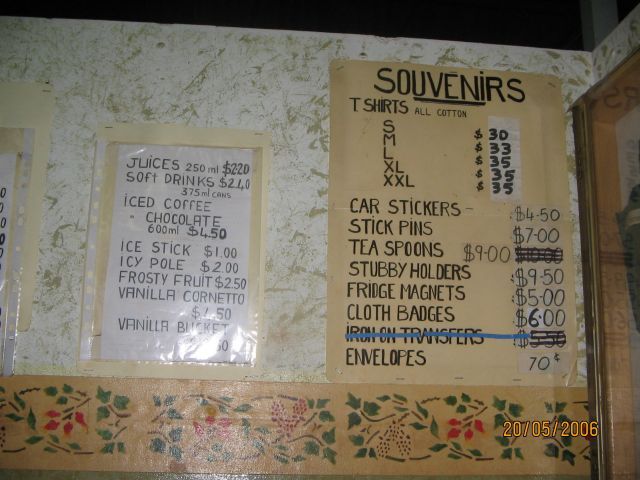 JUICES 250 ml $2.20
SOFT DRINKS $2.40
375ml CANS
ICED COFFEE
" CHOCOLATE
600ml $4.50
ICE STICK $1.00
ICY POLE $2.00
FROSTY FRUIT $2.50
VANILLA CORNETTO
VANILLA BUCKET
SOUVENIRS
T SHIRTS ALL COTTON
S $30
M $33
L $35
XL $35
XXL $35
CAR STICKERS - $4.50
STICK PINS $7.00
TEA SPOONS $9.00 $10.00
STUBBY HOLDERS $9.50
FRIDGE MAGNETS $5.00
CLOTH BADGES $6.00
IRON ON TRANSFERS $5.50
ENVELOPES 70¢
20/05/2006